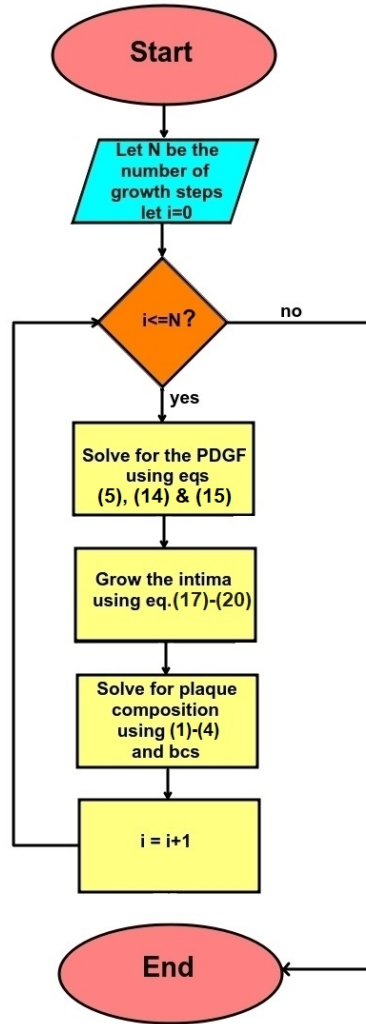 Start
Let N be the
number of
growth steps
let i=0
i<=N?
no
yes
Solve for the PDGF
using eqs
(5), (14) & (15)
Grow the intima
using eq.(17)-(20)
Solve for plaque
composition
using (1)-(4)
and bcs
i = i+1
End